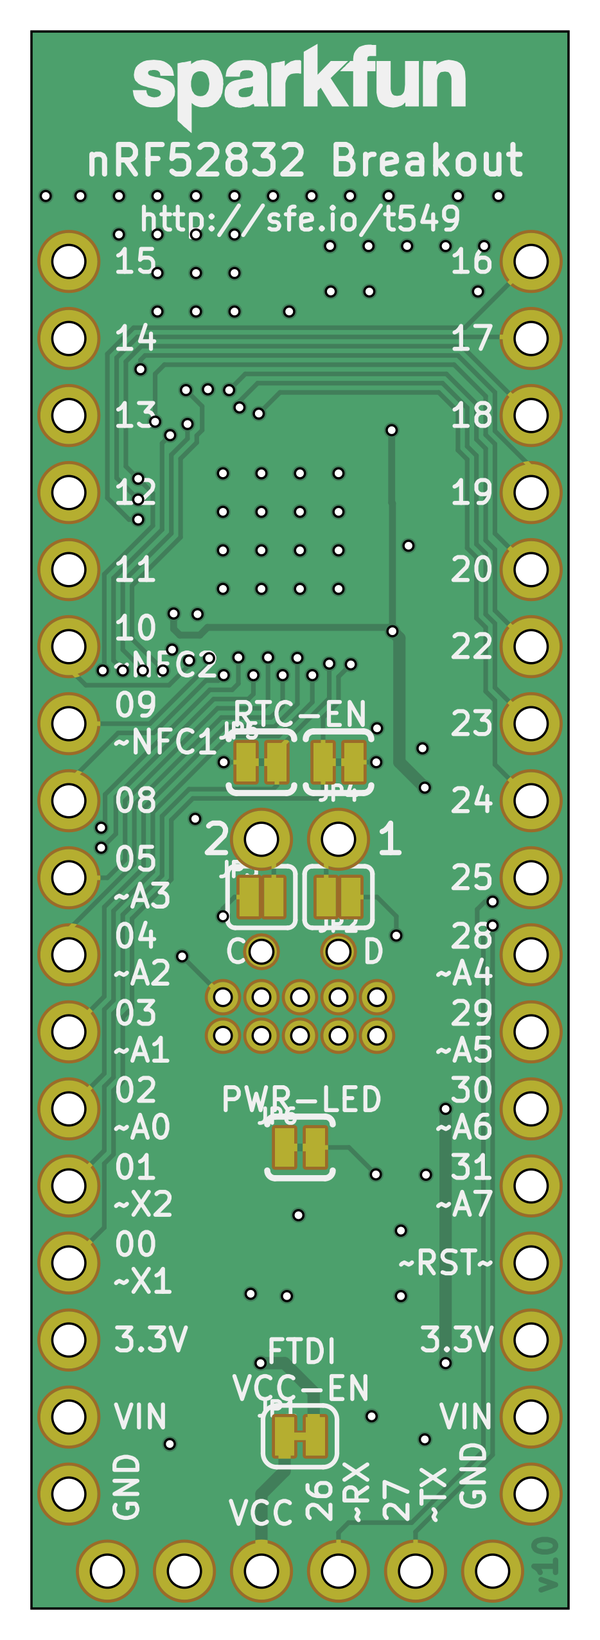 sparkfun
nRF52832 Breakout
http://sfe.io/t549
15 16
14 17
13 18
12 19
11 20
10 22
~NFC2
09 23
~NFC1
RTC-EN
JP5
JP4
08 24
2 1
05 25
~A3
JP3
JP2
04 28
~A2 ~A4
C D
03 29
~A1 ~A5
02 30
~A0 ~A6
PWR-LED
JP6
01 31
~X2 ~A7
00 ~RST~
~X1
3.3V 3.3V
FTDI
VCC-EN
JP1
VIN VIN
GND GND
VCC
26
~RX
27
~TX
v10